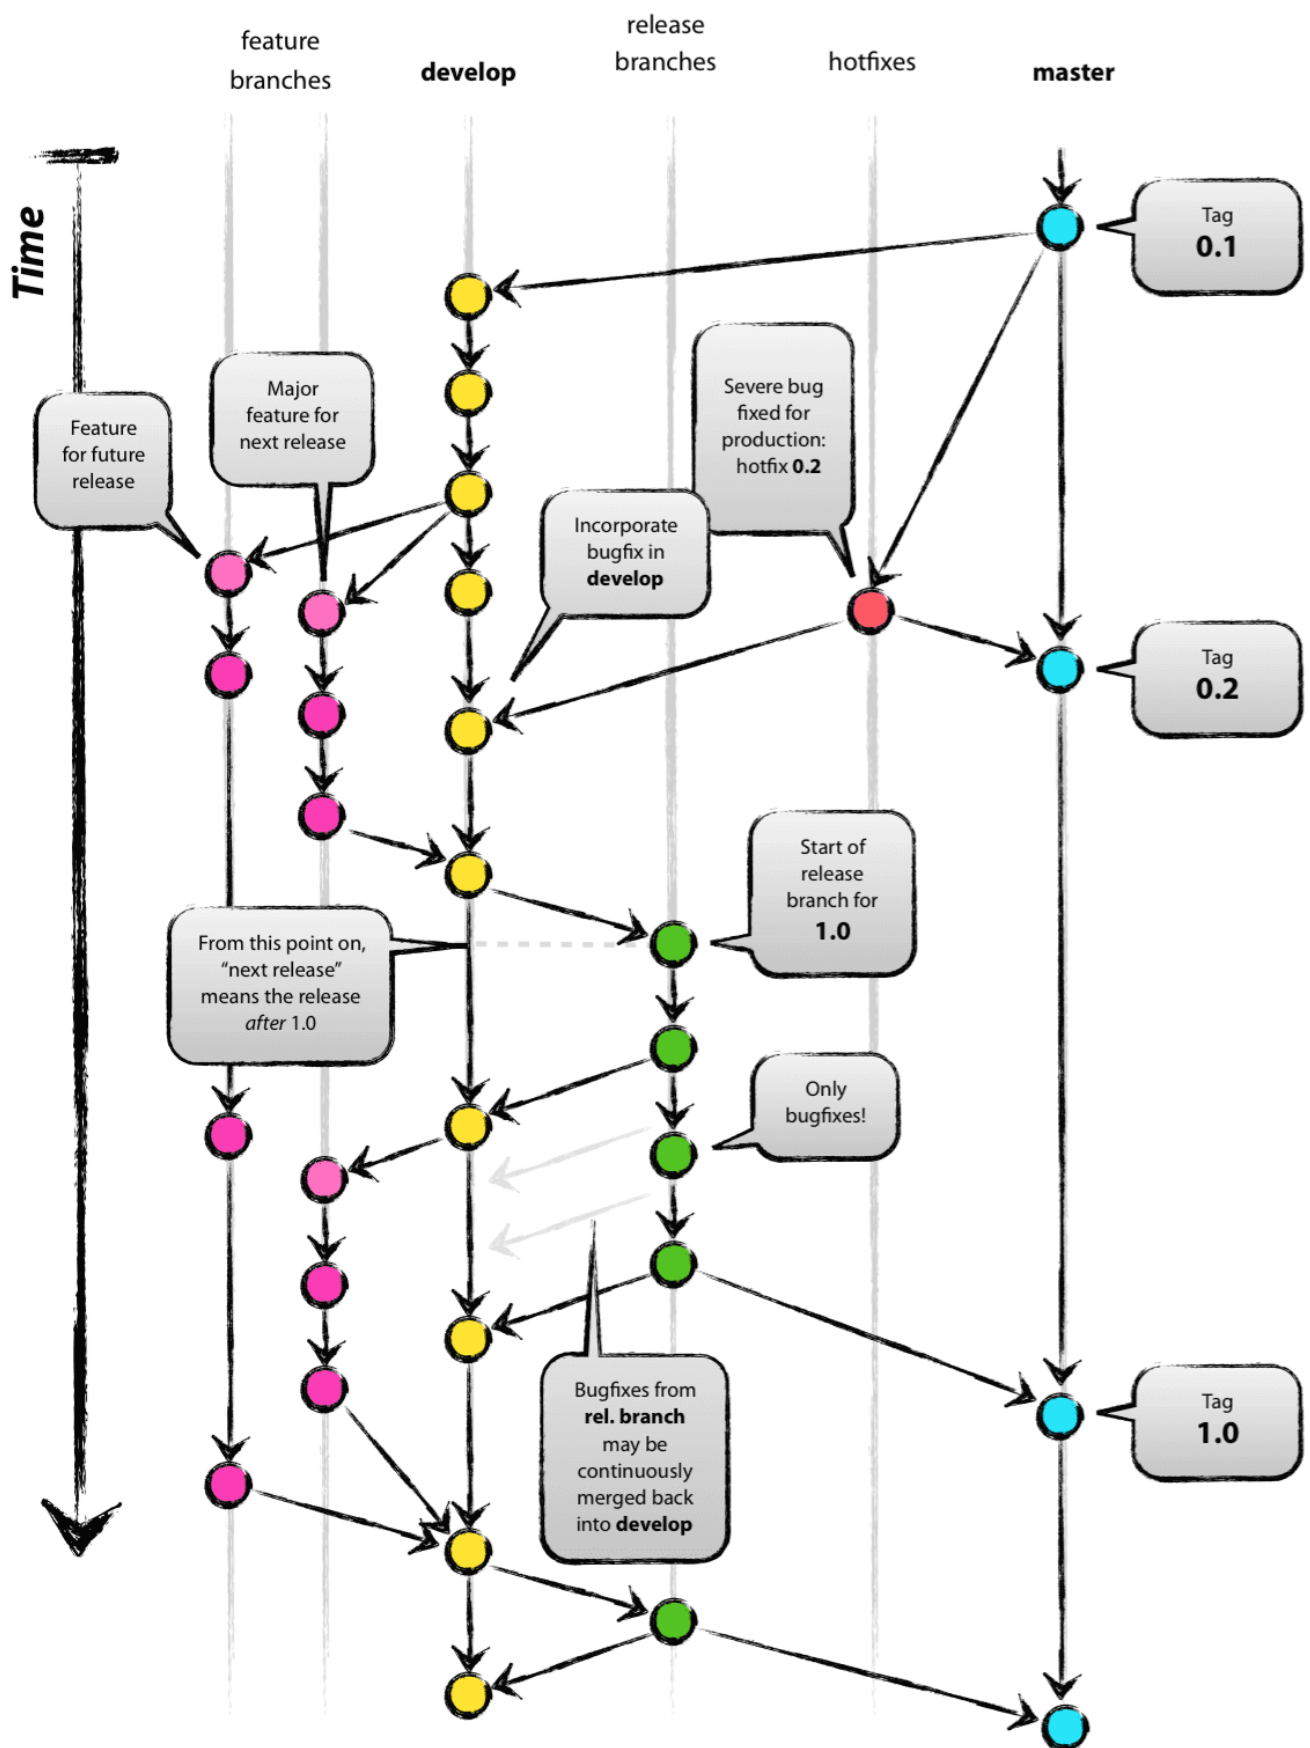 feature
branches
develop
release
branches
hotfixes
master
Time
Tag
0.1
Major
feature for
next release
Feature
for future
release
Severe bug
fixed for
production:
hotfix 0.2
Incorporate
bugfix in
develop
Tag
0.2
Start of
release
branch for
1.0
From this point on,
“next release”
means the release
after 1.0
Only
bugfixes!
Bugfixes from
rel. branch
may be
continuously
merged back
into develop
Tag
1.0